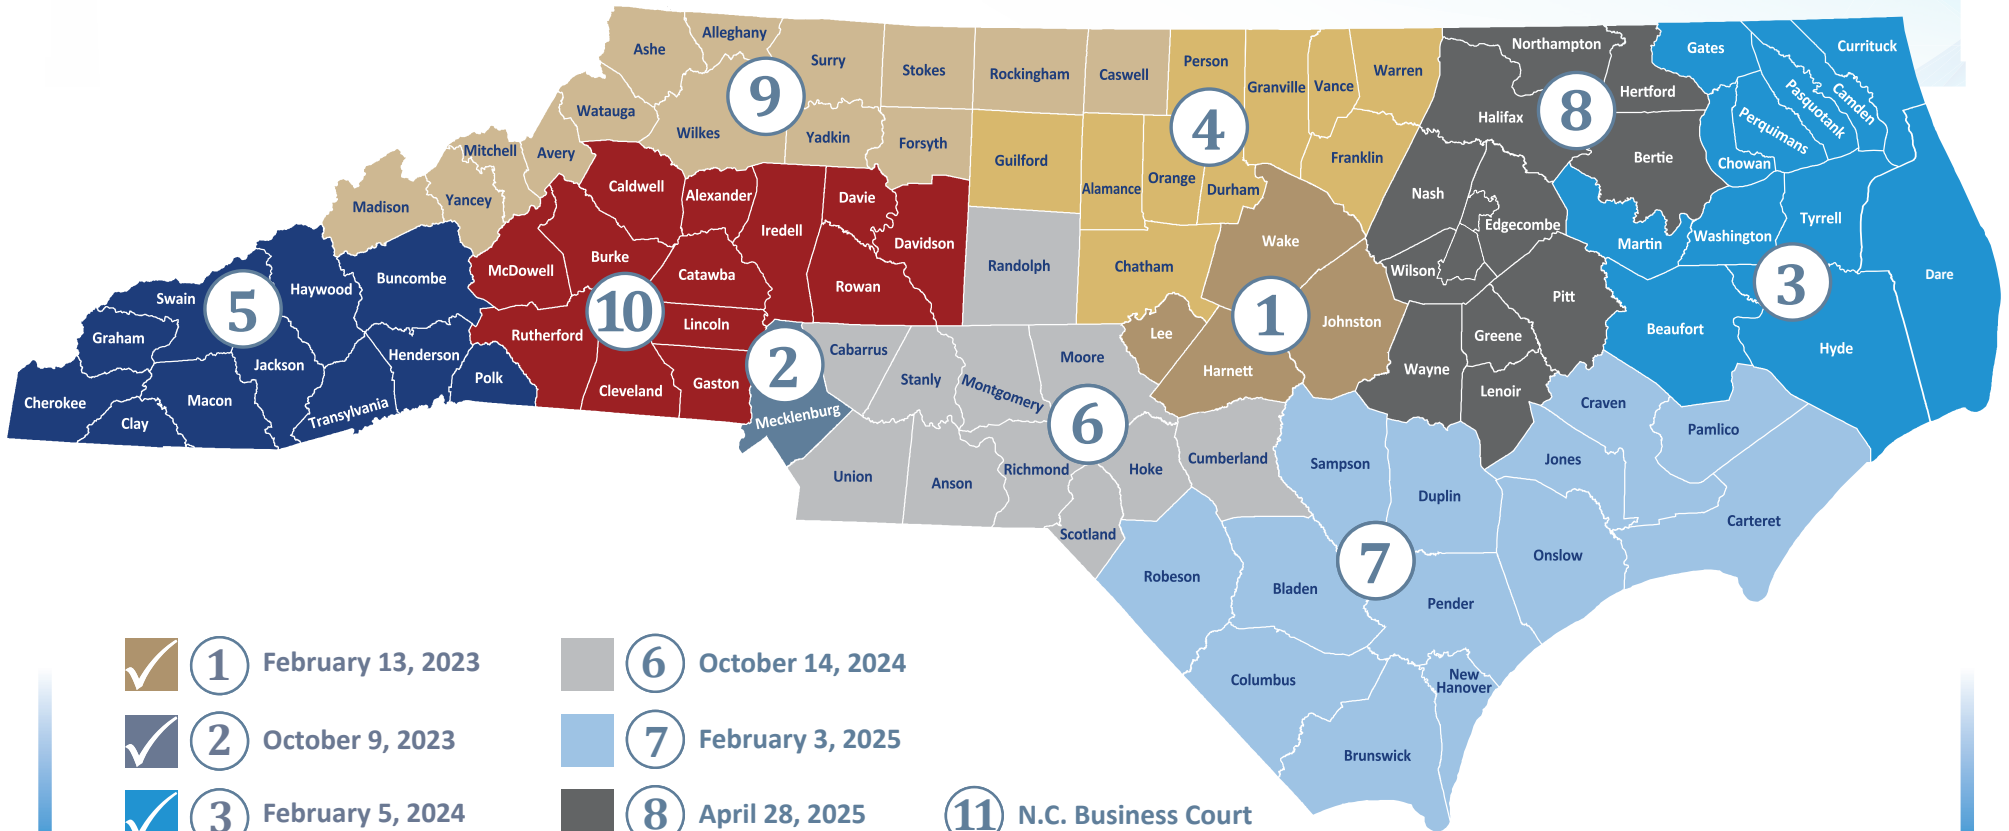 Ashe
Alleghany
Surry
Stokes
Rockingham
Caswell
Person
Granville
Vance
Warren
Northampton
Gates
Currituck
Hertford
Camden
Pasquotank
Perquimans
Chowan
Halifax
Bertie
8
9
4
Watauga
Wilkes
Yadkin
Forsyth
Guilford
Alamance
Orange
Durham
Franklin
Nash
Edgecombe
Martin
Washington
Tyrrell
Dare
3
Mitchell
Avery
Yancey
Madison
Caldwell
Alexander
Davie
Iredell
Davidson
Randolph
Chatham
Wake
Wilson
Pitt
Beaufort
Hyde
Swain
5
Haywood
Buncombe
McDowell
Burke
Catawba
Rowan
10
Lincoln
Rutherford
Cleveland
Gaston
2
Mecklenburg
Cabarrus
Stanly
Montgomery
Moore
Lee
1
Johnston
Harnett
Wayne
Greene
Lenoir
Craven
Pamlico
Graham
Jackson
Henderson
Polk
Cherokee
Clay
Macon
Transylvania
Union
Anson
Richmond
6
Hoke
Scotland
Cumberland
Sampson
Duplin
Jones
Carteret
Onslow
7
Robeson
Bladen
Pender
Columbus
New
Hanover
Brunswick
1 February 13, 2023
2 October 9, 2023
3 February 5, 2024
6 October 14, 2024
7 February 3, 2025
8 April 28, 2025
11 N.C. Business Court